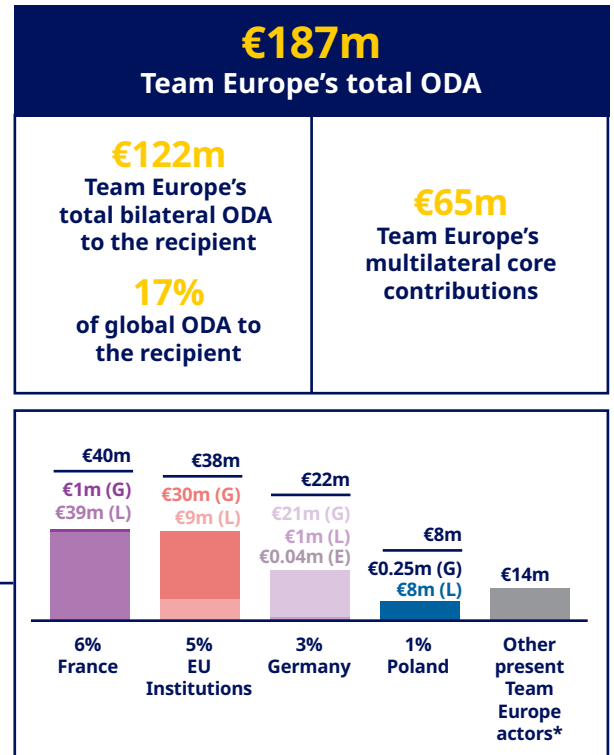 €187m
Team Europe’s total ODA
€122m
Team Europe’s
total bilateral ODA
to the recipient
17%
of global ODA to
the recipient
€65m
Team Europe’s
multilateral core
contributions
€40m
€1m (G)
€39m (L)
€38m
€30m (G)
€9m (L)
€22m
€21m (G)
€1m (L)
€0.04m (E)
€8m
€0.25m (G)
€8m (L)
€14m
6%
France
5%
EU
Institutions
3%
Germany
1%
Poland
Other
present
Team
Europe
actors*